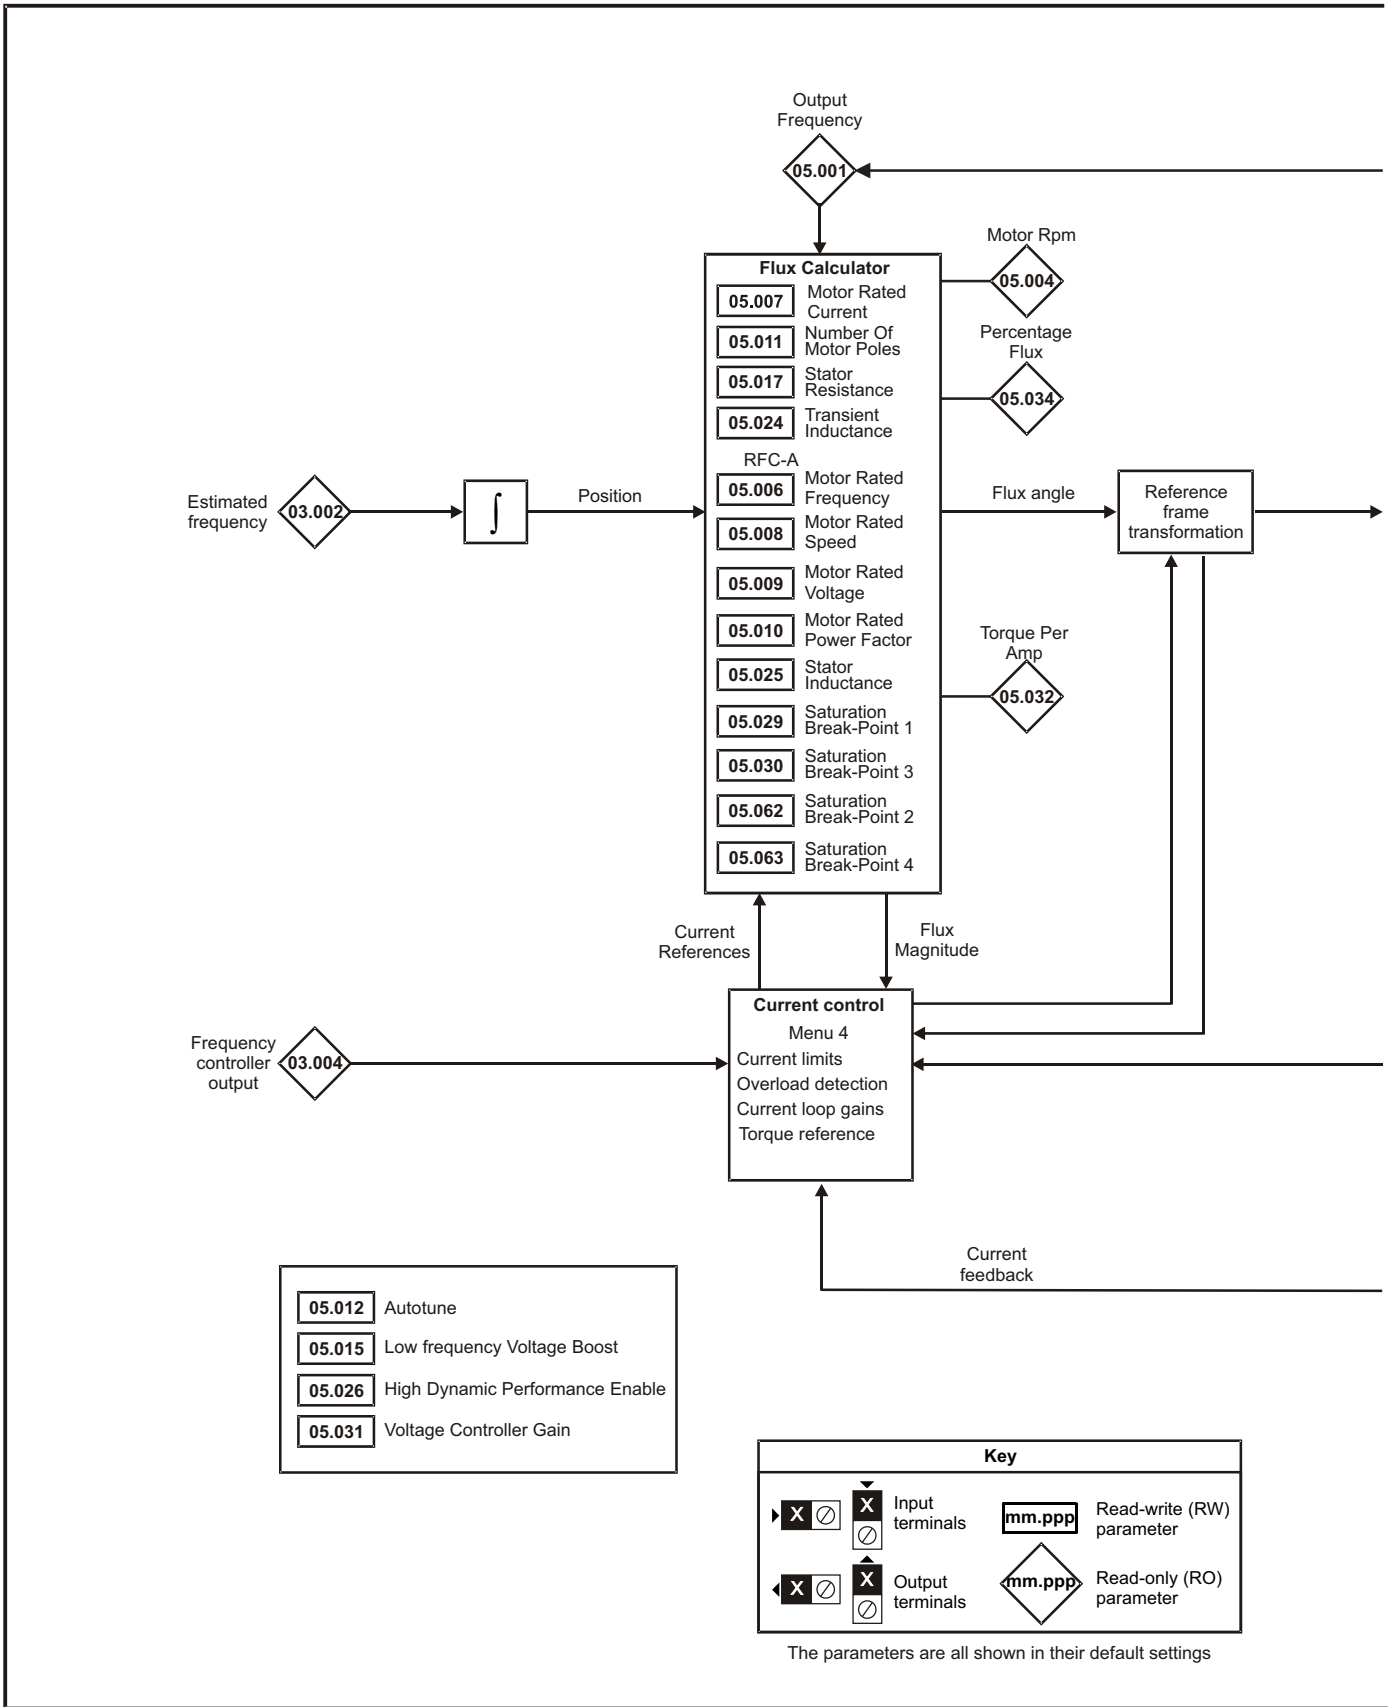 Output
Frequency
05.001
Motor Rpm
05.004
Percentage
Flux
05.034
Flux Calculator
05.007 Motor Rated
Current
05.011 Number Of
Motor Poles
05.017 Stator
Resistance
05.024 Transient
Inductance
RFC-A
05.006 Motor Rated
Frequency
05.008 Motor Rated
Speed
05.009 Motor Rated
Voltage
05.010 Motor Rated
Power Factor
05.025 Stator
Inductance
05.029 Saturation
Break-Point 1
05.030 Saturation
Break-Point 3
05.062 Saturation
Break-Point 2
05.063 Saturation
Break-Point 4
Estimated
frequency
03.002
∫
Position
Flux angle
Reference
frame
transformation
Torque Per
Amp
05.032
Current
References
Flux
Magnitude
Frequency
controller
output
03.004
Current control
Menu 4
Current limits
Overload detection
Current loop gains
Torque reference
Current
feedback
05.012 Autotune
05.015 Low frequency Voltage Boost
05.026 High Dynamic Performance Enable
05.031 Voltage Controller Gain
Key
X
X
Input
terminals
mm.ppp
Read-write (RW)
parameter
X
X
Output
terminals
mm.ppp
Read-only (RO)
parameter
The parameters are all shown in their default settings